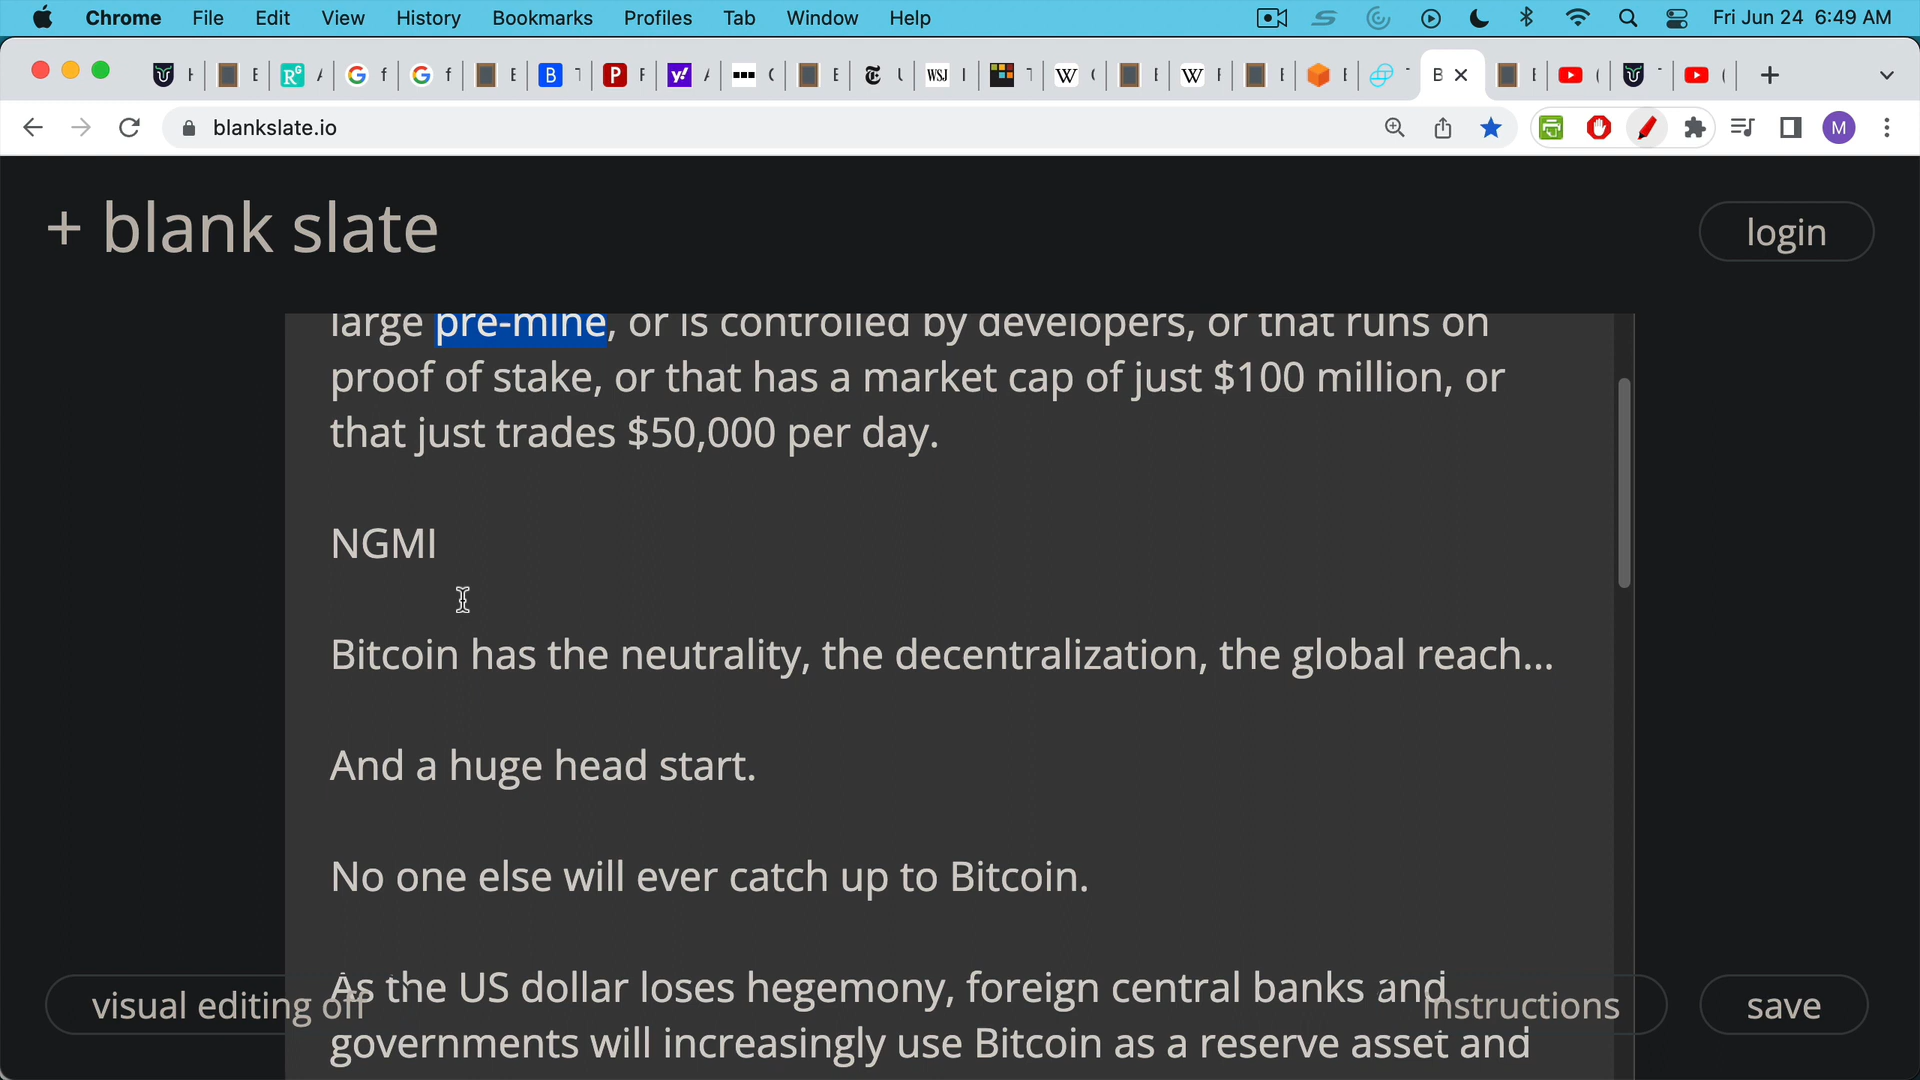 Chrome File Edit View History Bookmarks Profiles Tab Window Help Fri Jun 24 6:49 AM
B
blankslate.io
M
+ blank slate
login
large pre-mine, or is controlled by developers, or that runs on
proof of stake, or that has a market cap of just $100 million, or
that just trades $50,000 per day.
NGMI
Bitcoin has the neutrality, the decentralization, the global reach...
And a huge head start.
No one else will ever catch up to Bitcoin.
As the US dollar loses hegemony, foreign central banks and
visual editing off
instructions
save
governments will increasingly use Bitcoin as a reserve asset and